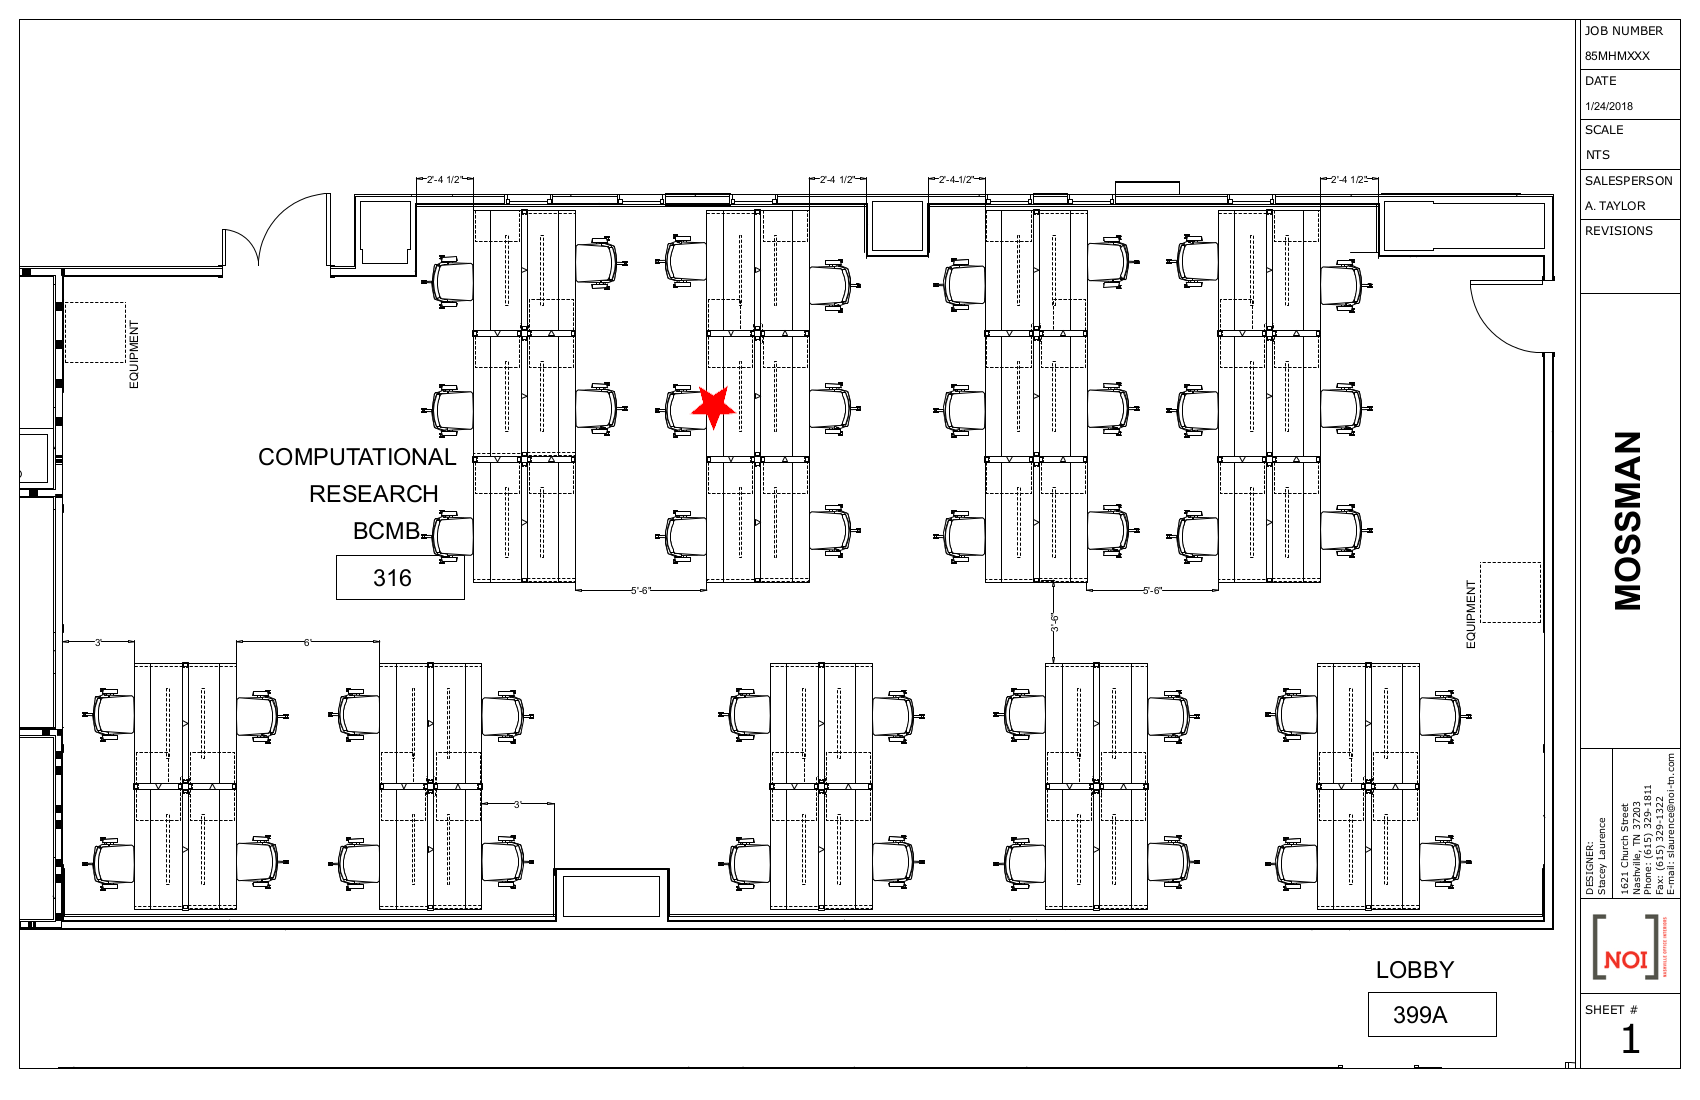 2'-4 1/2"
2'-4 1/2"
2'-4 1/2"
2'-4 1/2"
EQUIPMENT
COMPUTATIONAL
RESEARCH
BCMB
316
5'-6"
5'-6"
3'-6"
EQUIPMENT
3'
6'
3'
LOBBY
399A
JOB NUMBER
85MHMXXX
DATE
1/24/2018
SCALE
NTS
SALESPERSON
A. TAYLOR
REVISIONS
MOSSMAN
DESIGNER:
Stacey Laurence
1621 Church Street
Nashville, TN 37203
Phone: (615) 329-1811
Fax: (615) 329-1322
E-mail: slaurence@noi-tn.com
NOI
NASHVILLE OFFICE INTERIORS
SHEET #
1